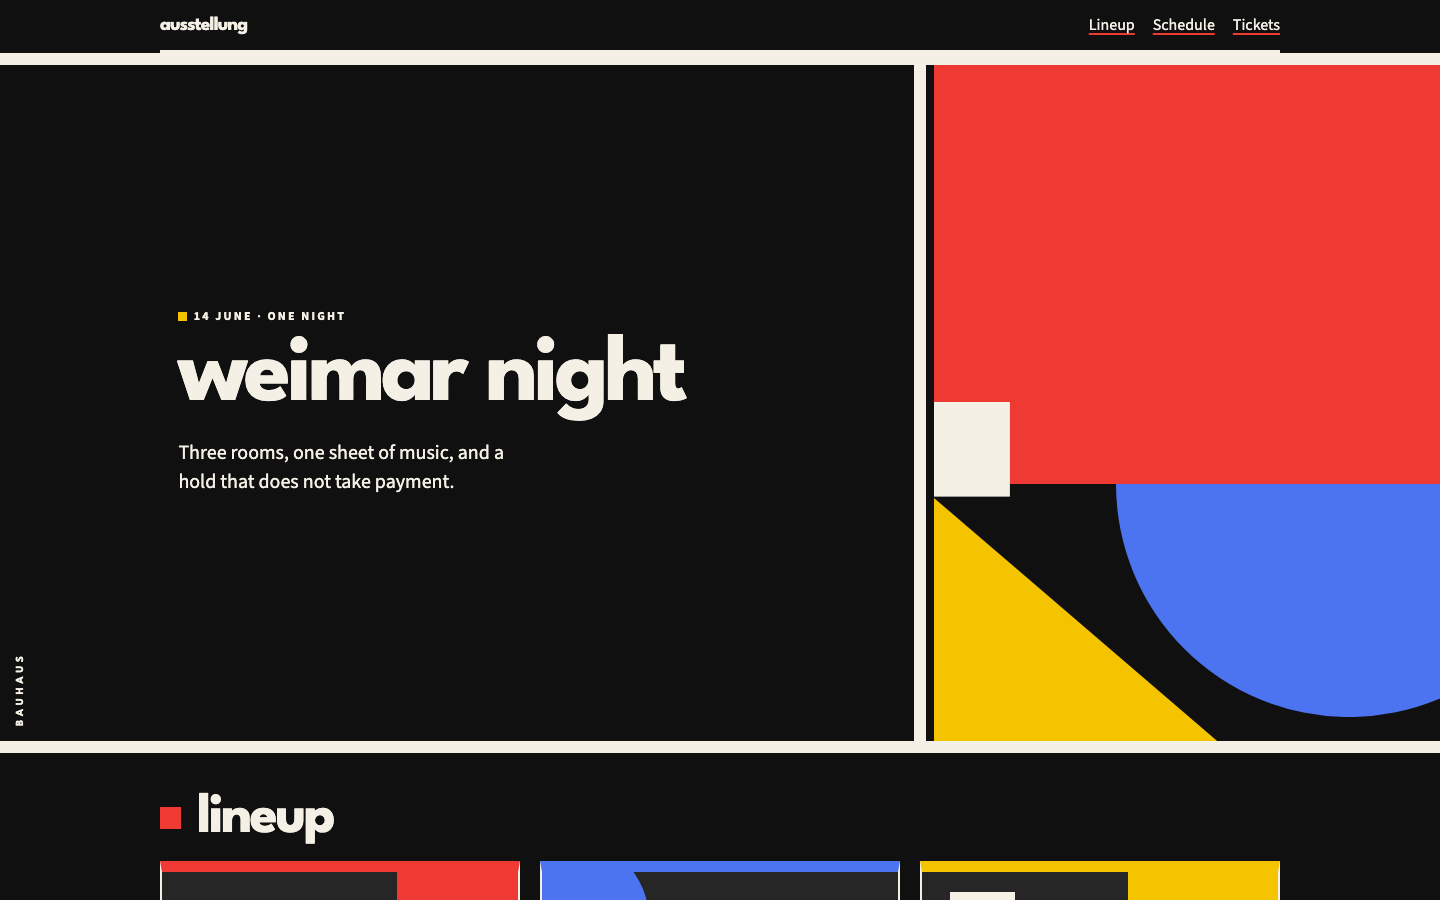 ausstellung
Lineup Schedule Tickets
14 JUNE · ONE NIGHT
weimar night
Three rooms, one sheet of music, and a
hold that does not take payment.
BAUHAUS
lineup